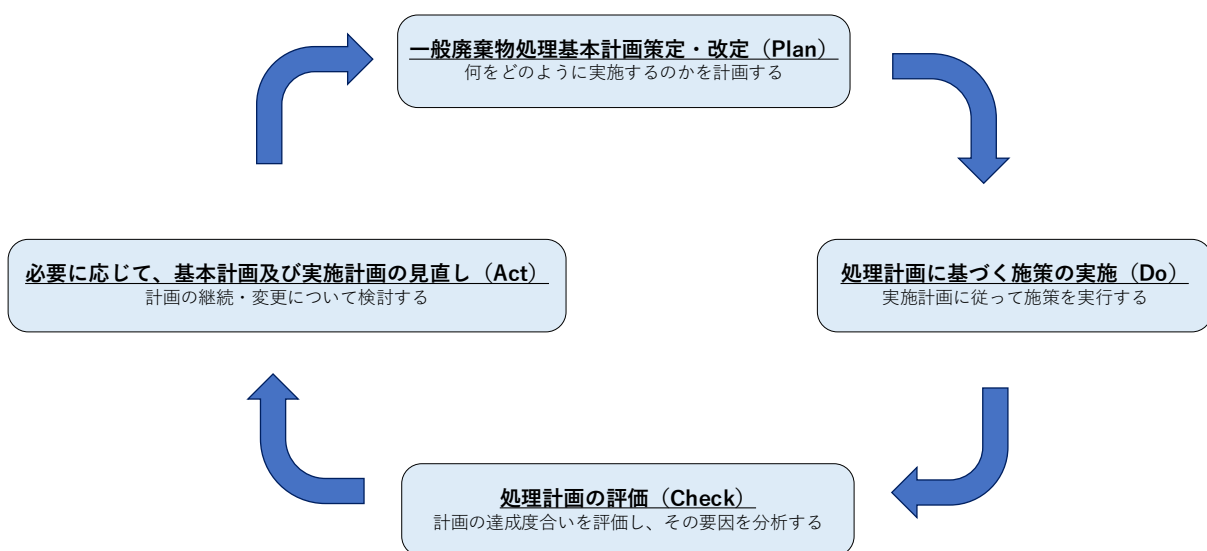 一般廃棄物処理基本計画策定・改定（Plan）
何をどのように実施するのかを計画する
処理計画に基づく施策の実施（Do）
実施計画に従って施策を実行する
処理計画の評価（Check）
計画の達成度合いを評価し、その要因を分析する
必要に応じて、基本計画及び実施計画の見直し（Act）
計画の継続・変更について検討する